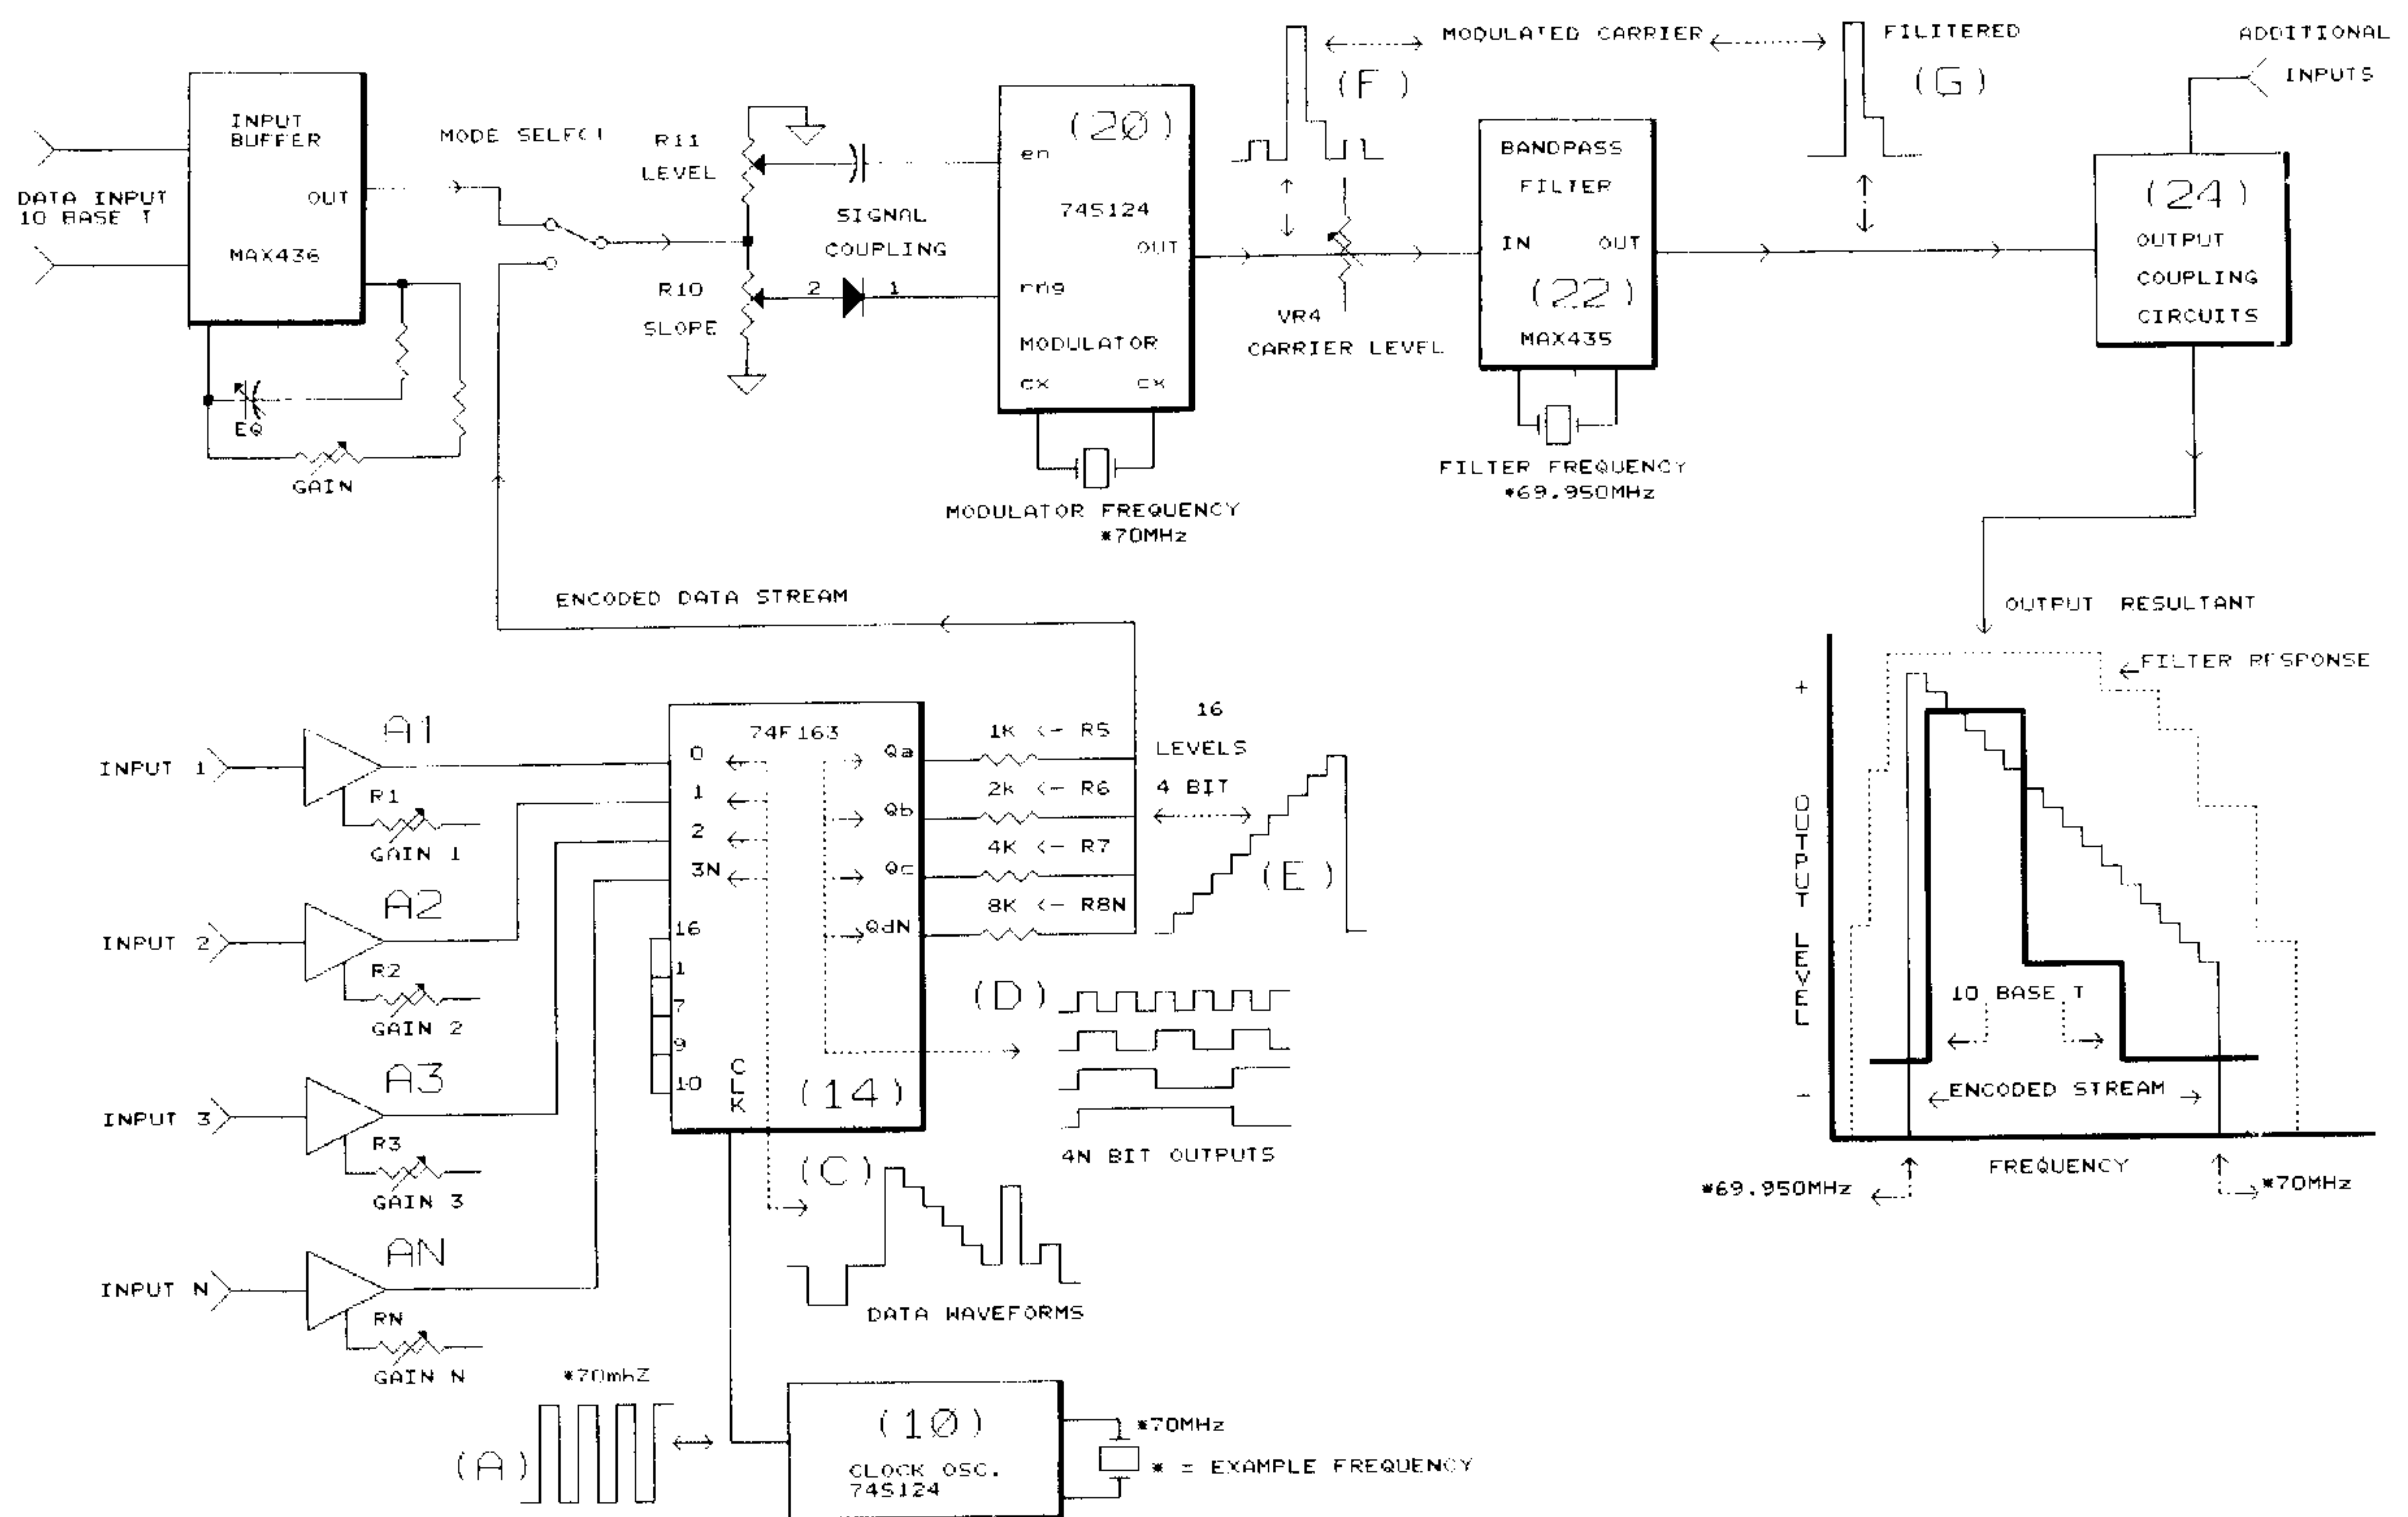 MODULATED CARRIER
FILITERED
ADDITIONAL
INPUTS
(F)
(G)
INPUT
BUFFER
OUT
MAX436
DATA INPUT
10 BASE T
MODE SELECT
R11
LEVEL
SIGNAL
COUPLING
R10
SLOPE
2
1
(20)
en
74S124
OUT
rng
MODULATOR
cx
cx
VR4
CARRIER LEVEL
BANDPASS
FILTER
IN
OUT
(22)
MAX435
(24)
OUTPUT
COUPLING
CIRCUITS
EQ
GAIN
MODULATOR FREQUENCY
*70MHz
FILTER FREQUENCY
*69.950MHz
ENCODED DATA STREAM
OUTPUT RESULTANT
FILTER RESPONSE
+
OUTPUT LEVEL
-
10 BASE T
ENCODED STREAM
FREQUENCY
*69.950MHz
*70MHz
INPUT 1
A1
R1
GAIN 1
INPUT 2
A2
R2
GAIN 2
INPUT 3
A3
R3
GAIN 3
INPUT N
AN
RN
GAIN N
74F163
0
1
2
3N
16
1
7
9
10
CLK
(14)
Qa
Qb
Qc
QdN
1K <- R5
2K <- R6
4K <- R7
8K <- R8N
16
LEVELS
4 BIT
(E)
(D)
4N BIT OUTPUTS
(C)
DATA WAVEFORMS
*70mhZ
(A)
(10)
CLOCK OSC.
74S124
*70MHz
* = EXAMPLE FREQUENCY